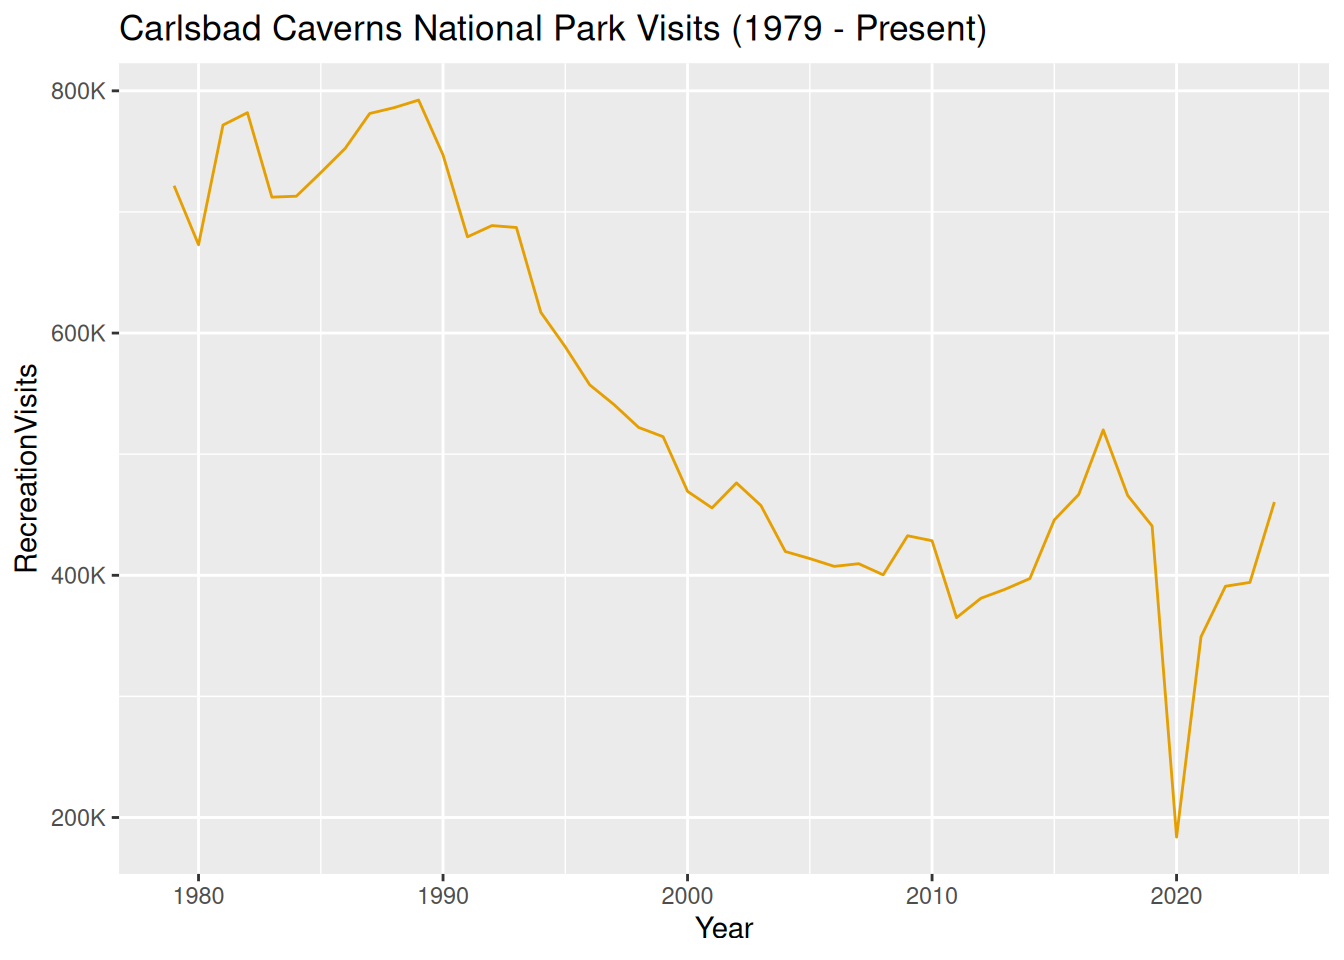 Carlsbad Caverns National Park Visits (1979 - Present)
800K
600K
400K
200K
RecreationVisits
1980 1990 2000 2010 2020
Year